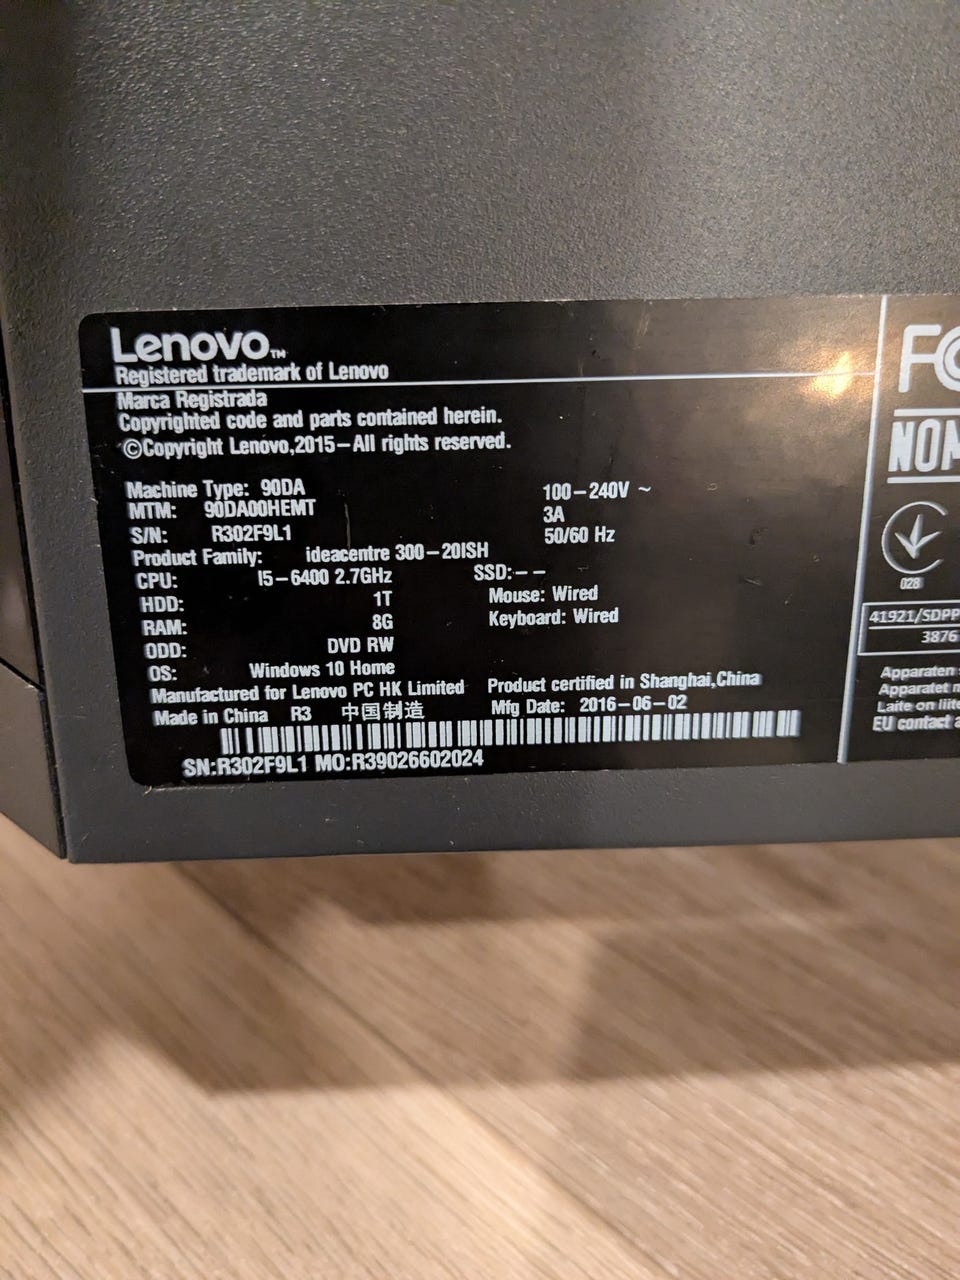 Lenovo™
Registered trademark of Lenovo
Marca Registrada
Copyrighted code and parts contained herein.
©Copyright Lenovo,2015–All rights reserved.
Machine Type: 90DA 100–240V ~
MTM: 90DA00HEMT 3A
S/N: R302F9L1 50/60 Hz
Product Family: ideacentre 300–20ISH
CPU: I5–6400 2.7GHz SSD:––
HDD: 1T Mouse: Wired
RAM: 8G Keyboard: Wired
ODD: DVD RW
OS: Windows 10 Home
Manufactured for Lenovo PC HK Limited Product certified in Shanghai,China
Made in China R3 中国制造 Mfg Date: 2016–06–02
SN:R302F9L1 MO:R39026602024
FC
NOM
028
41921/SDPP
3876
Apparaten
Apparatet
Laite on
EU contact